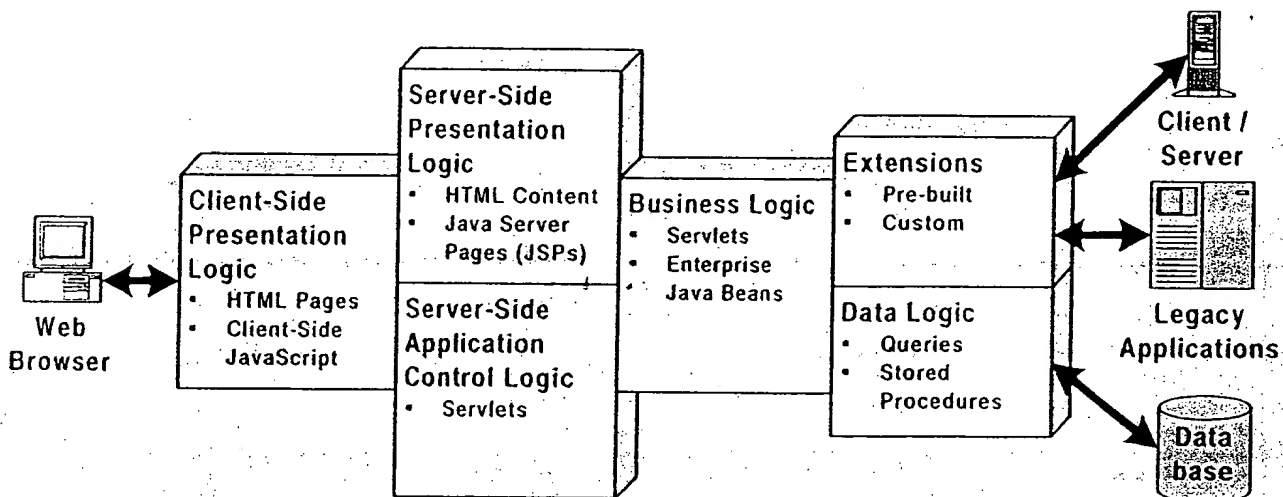 Web
Browser
Client-Side
Presentation
Logic
• HTML Pages
• Client-Side
JavaScript
Server-Side
Presentation
Logic
• HTML Content
• Java Server
Pages (JSPs)
Server-Side
Application
Control Logic
• Servlets
Business Logic
• Servlets
• Enterprise
• Java Beans
Extensions
• Pre-built
• Custom
Data Logic
• Queries
• Stored
Procedures
Client /
Server
Legacy
Applications
Data
base